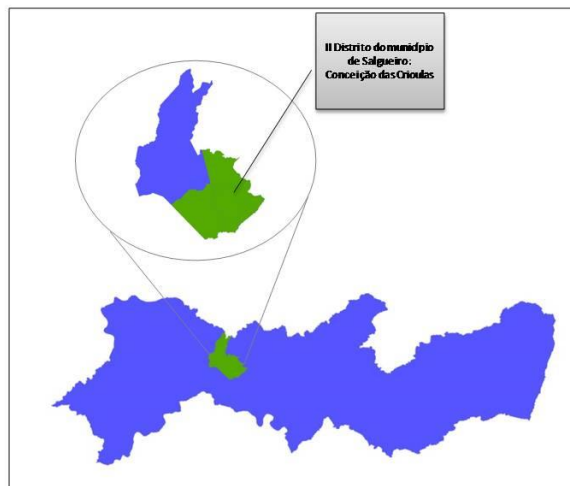 II Distrito do município
de Salgueiro:
Conceição das Crioulas